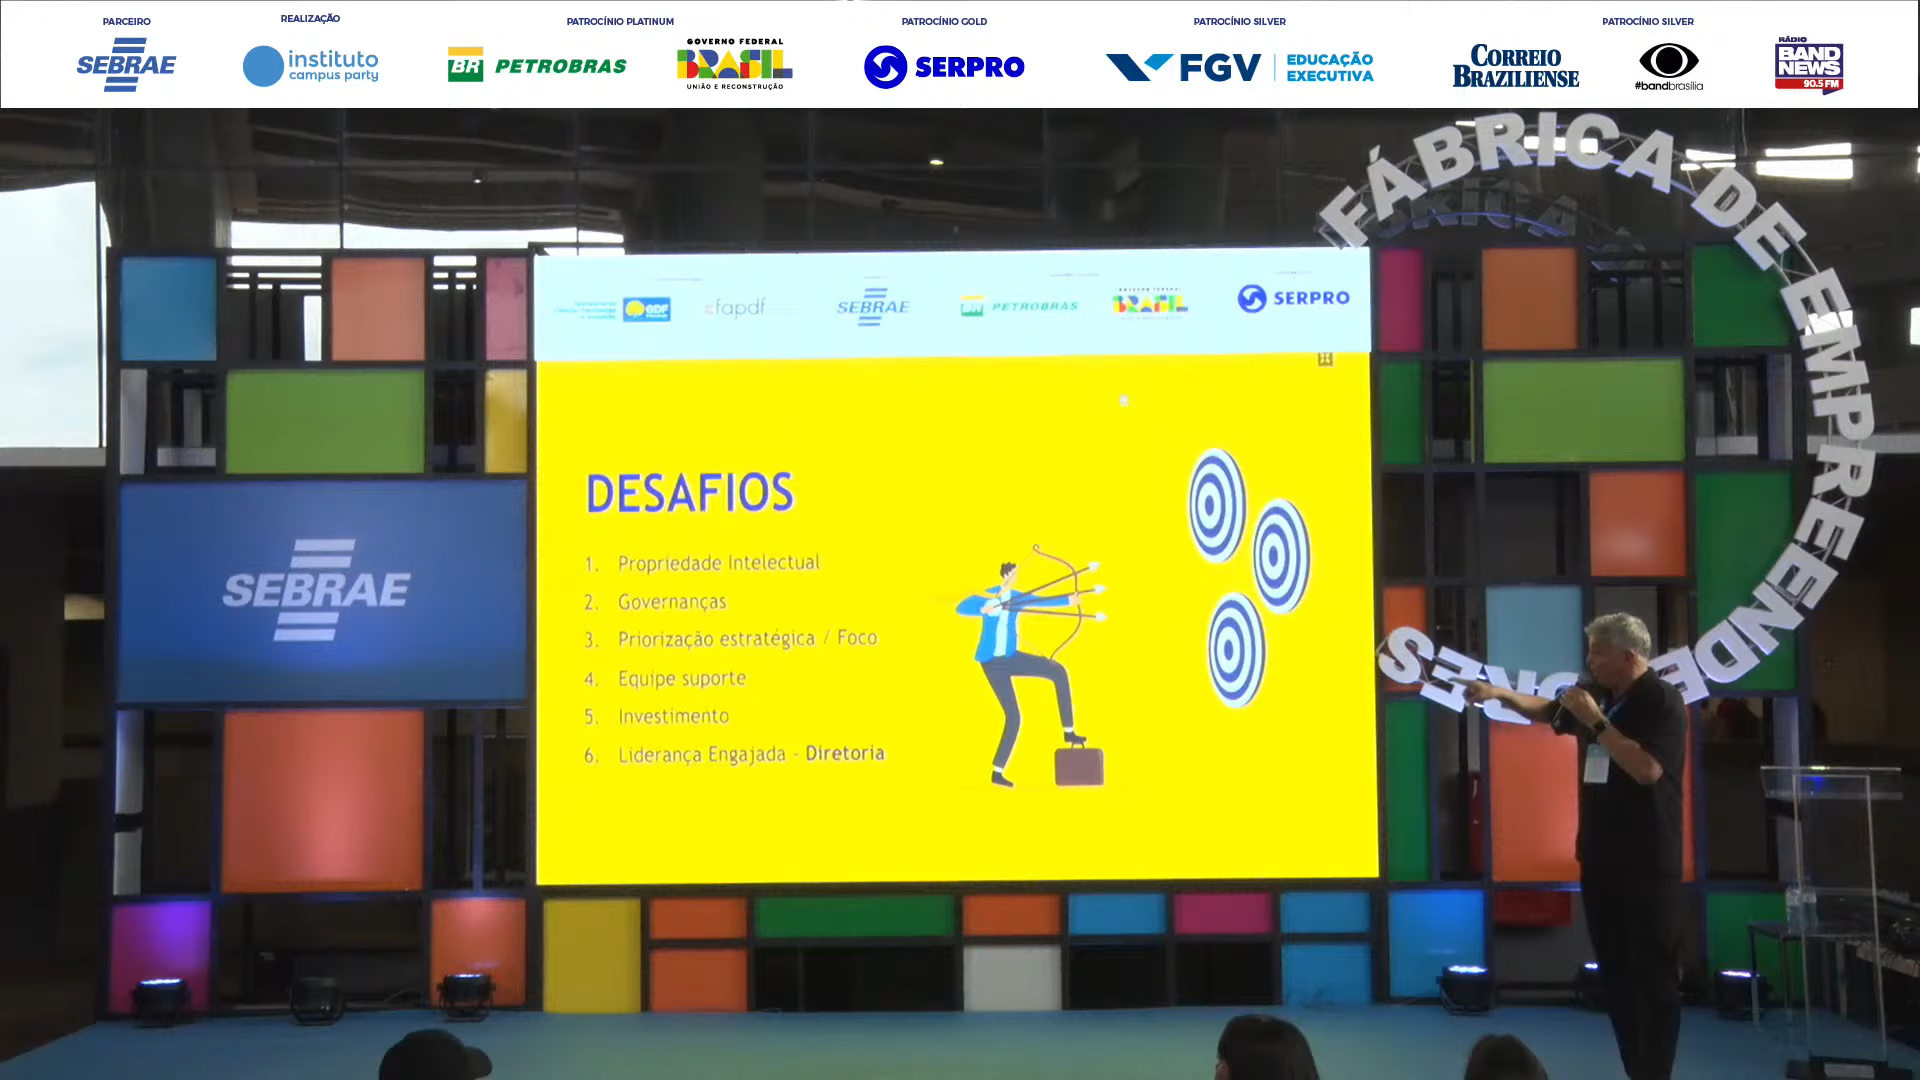 PARCEIRO
REALIZAÇÃO
PATROCÍNIO PLATINUM
PATROCÍNIO GOLD
PATROCÍNIO SILVER
PATROCÍNIO SILVER
SEBRAE
instituto
campus party
BR PETROBRAS
GOVERNO FEDERAL
BRASIL
UNIÃO E RECONSTRUÇÃO
SERPRO
FGV
EDUCAÇÃO
EXECUTIVA
CORREIO
BRAZILIENSE
#bandbrasília
RÁDIO
BAND
NEWS
90.5 FM
FÁBRICA DE EMPREENDEDORES
GDF
fapdf
SEBRAE
BR PETROBRAS
BRASIL
SERPRO
DESAFIOS
1. Propriedade Intelectual
2. Governanças
3. Priorização estratégica / Foco
4. Equipe suporte
5. Investimento
6. Liderança Engajada - Diretoria
SEBRAE